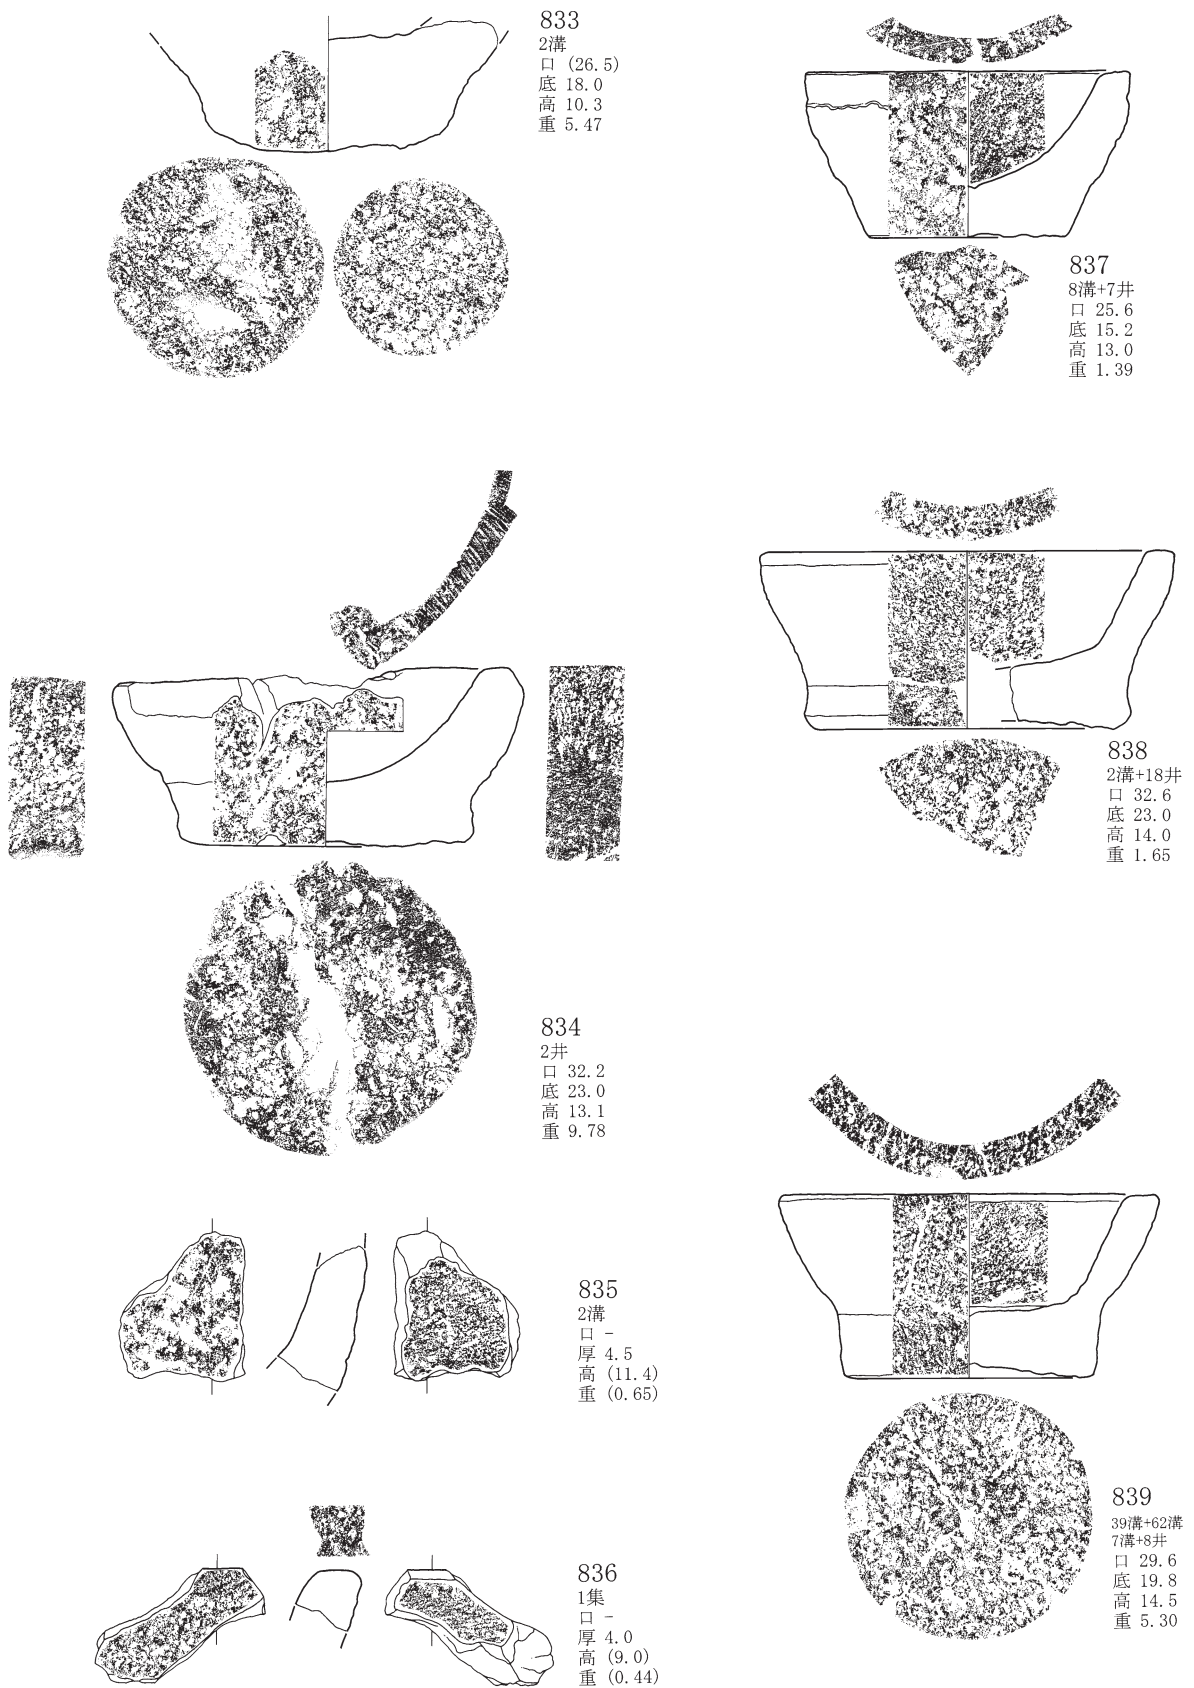 833
2溝
口 (26.5)
底 18.0
高 10.3
重 5.47
834
2井
口 32.2
底 23.0
高 13.1
重 9.78
835
2溝
口 -
厚 4.5
高 (11.4)
重 (0.65)
836
1集
口 -
厚 4.0
高 (9.0)
重 (0.44)
837
8溝+7井
口 25.6
底 15.2
高 13.0
重 1.39
838
2溝+18井
口 32.6
底 23.0
高 14.0
重 1.65
839
39溝+62溝
7溝+8井
口 29.6
底 19.8
高 14.5
重 5.30